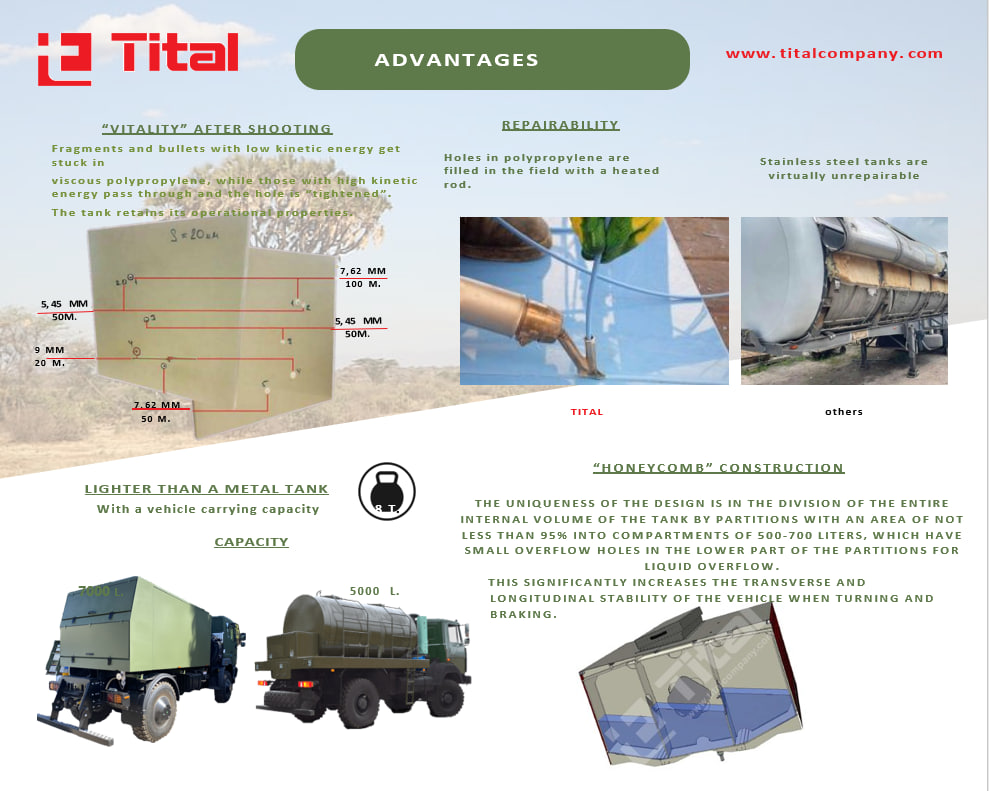 Tital
ADVANTAGES
www.titalcompany.com
“VITALITY” AFTER SHOOTING
Fragments and bullets with low kinetic energy get
stuck in
viscous polypropylene, while those with high kinetic
energy pass through and the hole is “tightened”.
The tank retains its operational properties.
REPAIRABILITY
Holes in polypropylene are
filled in the field with a heated
rod.
Stainless steel tanks are
virtually unrepairable
7,62 MM
100 M.
5,45 MM
50M.
5,45 MM
50M.
9 MM
20 M.
7,62 MM
50 M.
TITAL
others
LIGHTER THAN A METAL TANK
With a vehicle carrying capacity
8 T.
CAPACITY
7000 L.
5000 L.
“HONEYCOMB” CONSTRUCTION
THE UNIQUENESS OF THE DESIGN IS IN THE DIVISION OF THE ENTIRE
INTERNAL VOLUME OF THE TANK BY PARTITIONS WITH AN AREA OF NOT
LESS THAN 95% INTO COMPARTMENTS OF 500-700 LITERS, WHICH HAVE
SMALL OVERFLOW HOLES IN THE LOWER PART OF THE PARTITIONS FOR
LIQUID OVERFLOW.
THIS SIGNIFICANTLY INCREASES THE TRANSVERSE AND
LONGITUDINAL STABILITY OF THE VEHICLE WHEN TURNING AND
BRAKING.
Tital